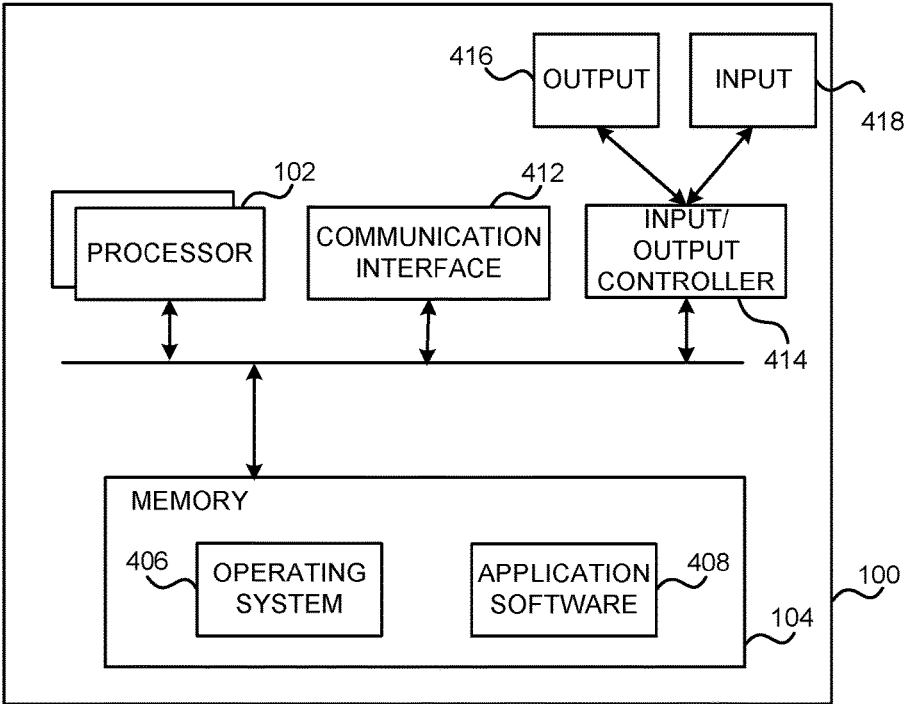 416
OUTPUT
INPUT
418
102
PROCESSOR
412
COMMUNICATION
INTERFACE
INPUT/
OUTPUT
CONTROLLER
414
MEMORY
406
OPERATING
SYSTEM
APPLICATION
SOFTWARE
408
104
100